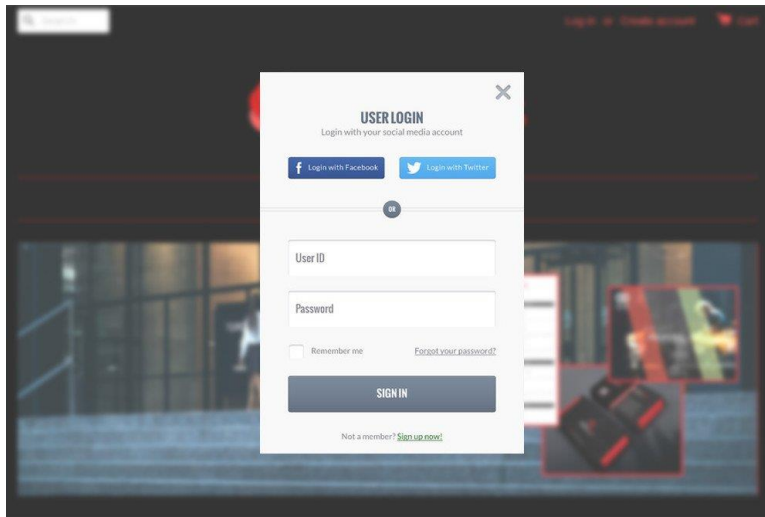 Log in or Create account
Cart
USER LOGIN
Login with your social media account
Login with Facebook
Login with Twitter
OR
User ID
Password
Remember me
Forgot your password?
SIGN IN
Not a member? Sign up now!